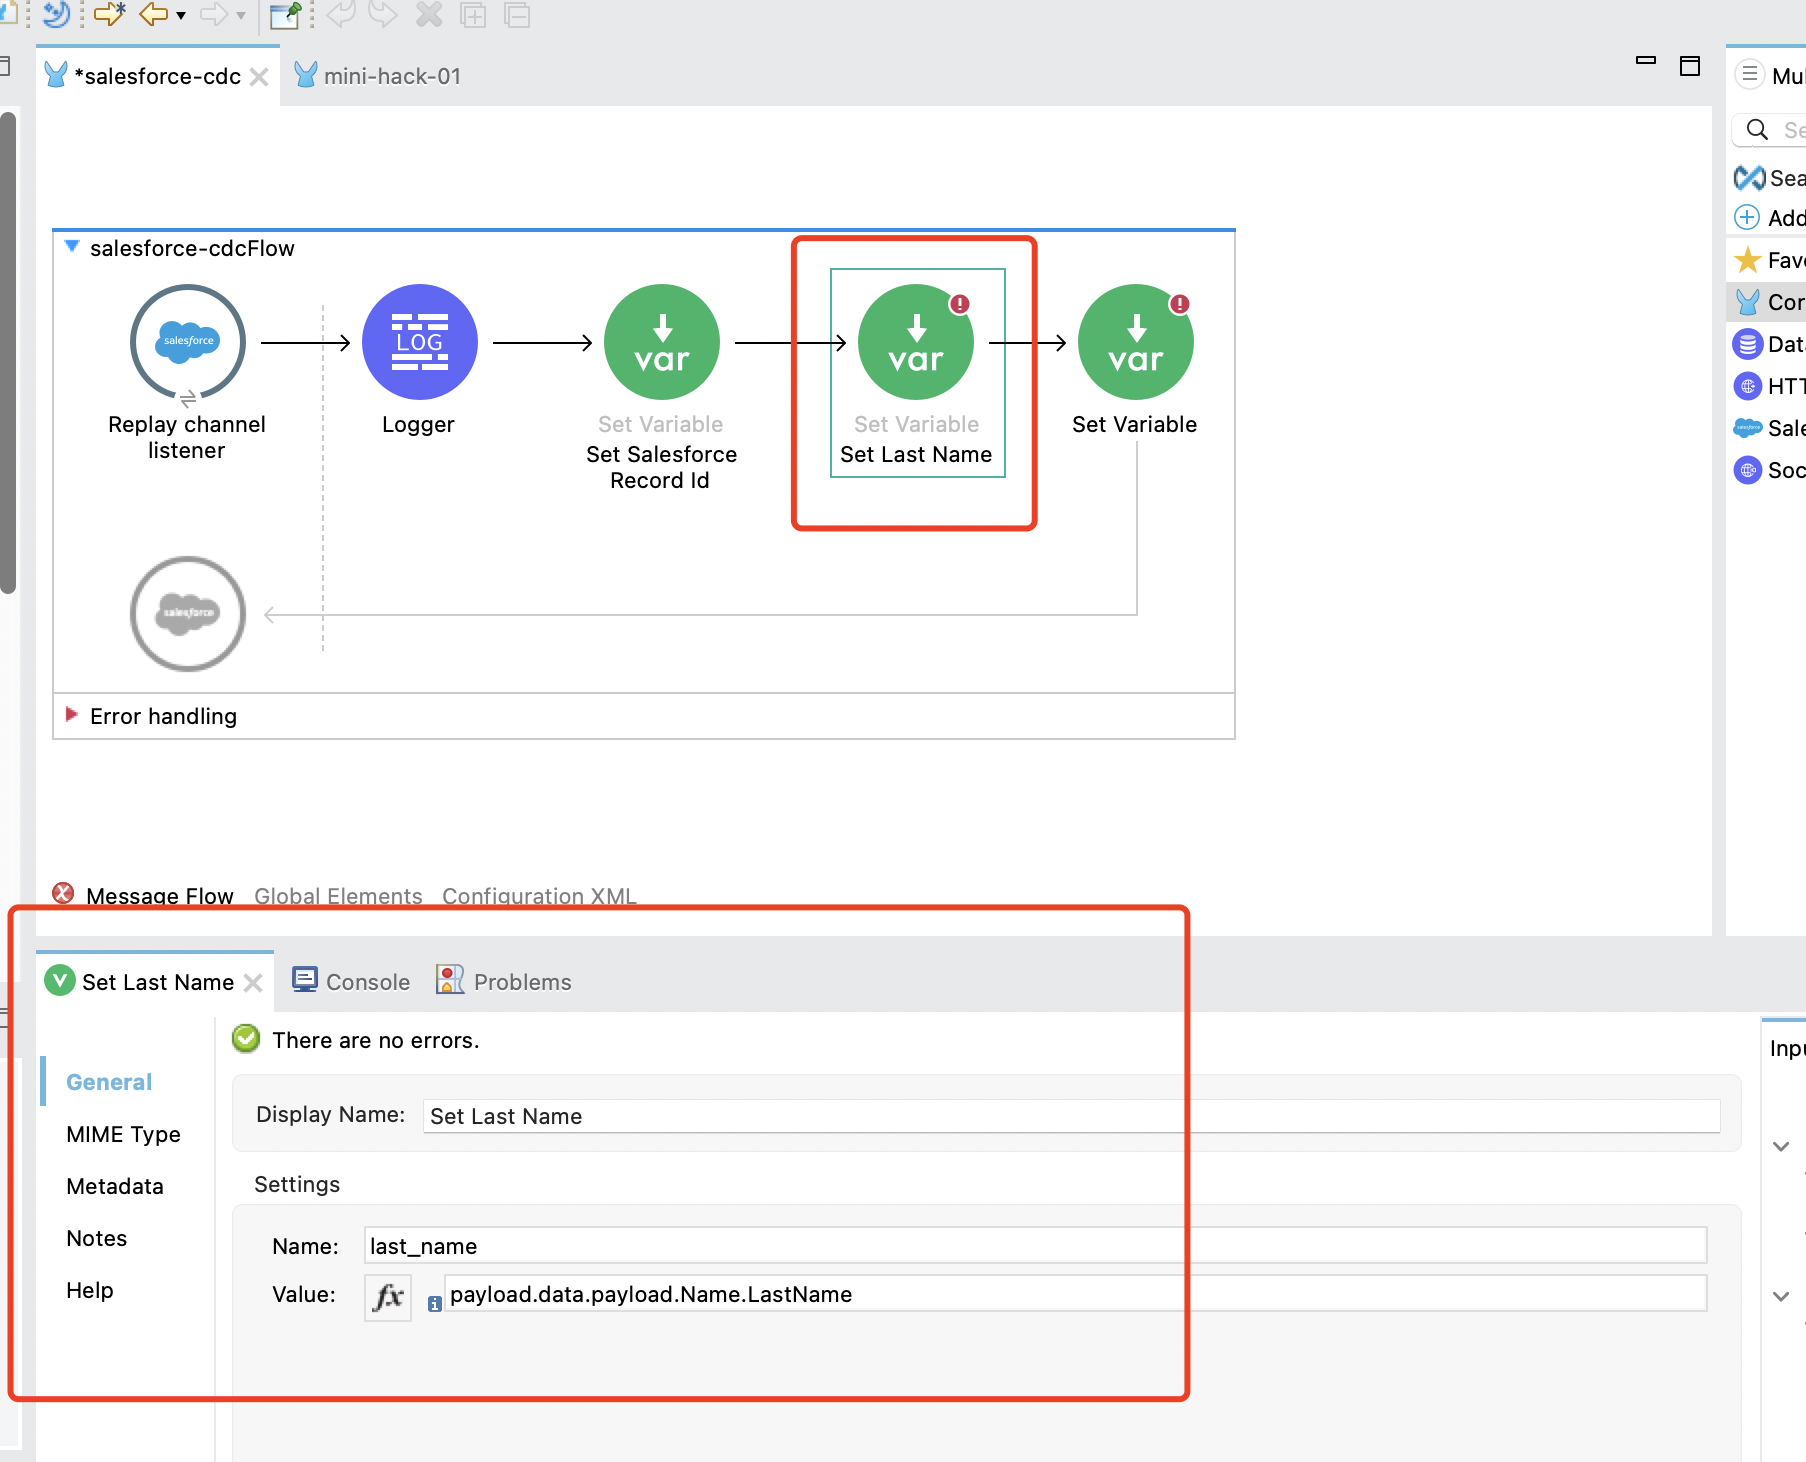 *salesforce-cdc
mini-hack-01
salesforce-cdcFlow
salesforce
Replay channel
listener
LOG
Logger
var
Set Variable
Set Salesforce
Record Id
var
Set Variable
Set Last Name
var
Set Variable
salesforce
Error handling
Message Flow
Global Elements
Configuration XML
Set Last Name
Console
Problems
General
MIME Type
Metadata
Notes
Help
There are no errors.
Display Name:
Set Last Name
Settings
Name:
last_name
Value:
fx
payload.data.payload.Name.LastName
Mul
Se
Sea
Add
Fav
Cor
Dat
HTT
Sale
Soc
Inpu